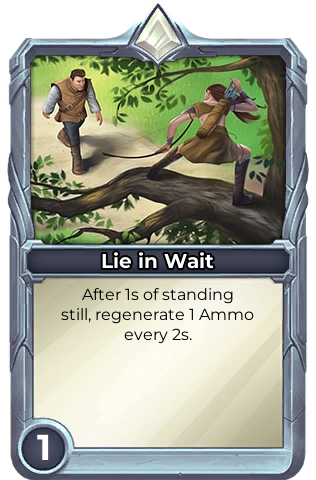 Lie in Wait
After 1s of standing
still, regenerate 1 Ammo
every 2s.
1